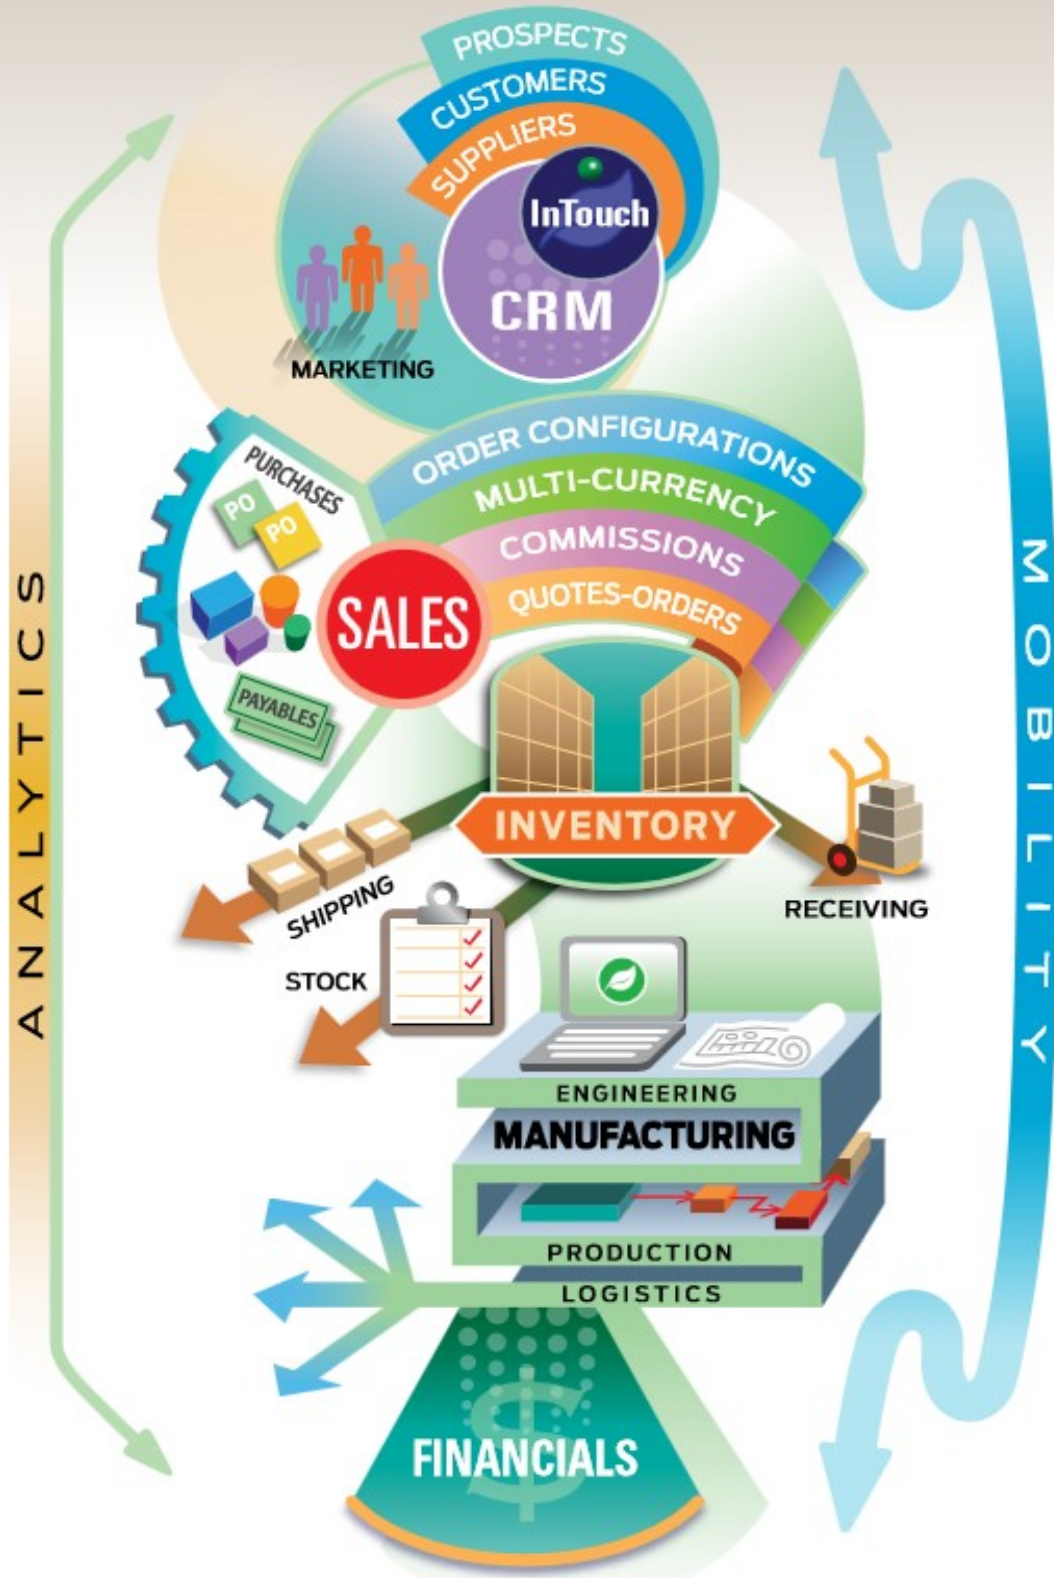 PROSPECTS
CUSTOMERS
SUPPLIERS
InTouch
CRM
MARKETING
ORDER CONFIGURATIONS
MULTI-CURRENCY
COMMISSIONS
QUOTES-ORDERS
PURCHASES
PO
PO
SALES
PAYABLES
INVENTORY
SHIPPING
RECEIVING
STOCK
ENGINEERING
MANUFACTURING
PRODUCTION
LOGISTICS
$
FINANCIALS
ANALYTICS
MOBILITY